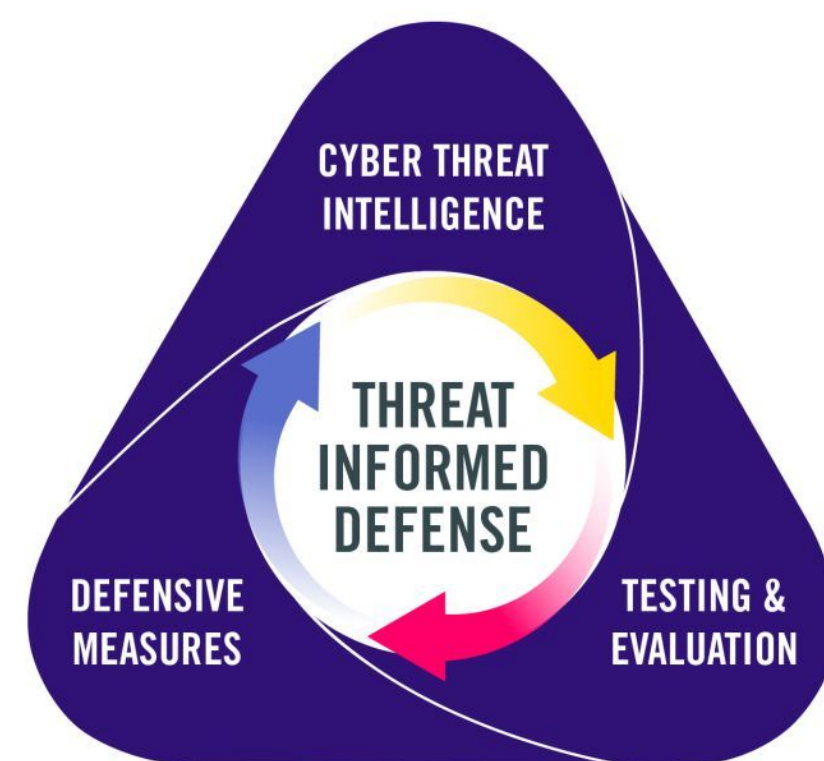 CYBER THREAT
INTELLIGENCE
THREAT
INFORMED
DEFENSE
DEFENSIVE
MEASURES
TESTING &
EVALUATION